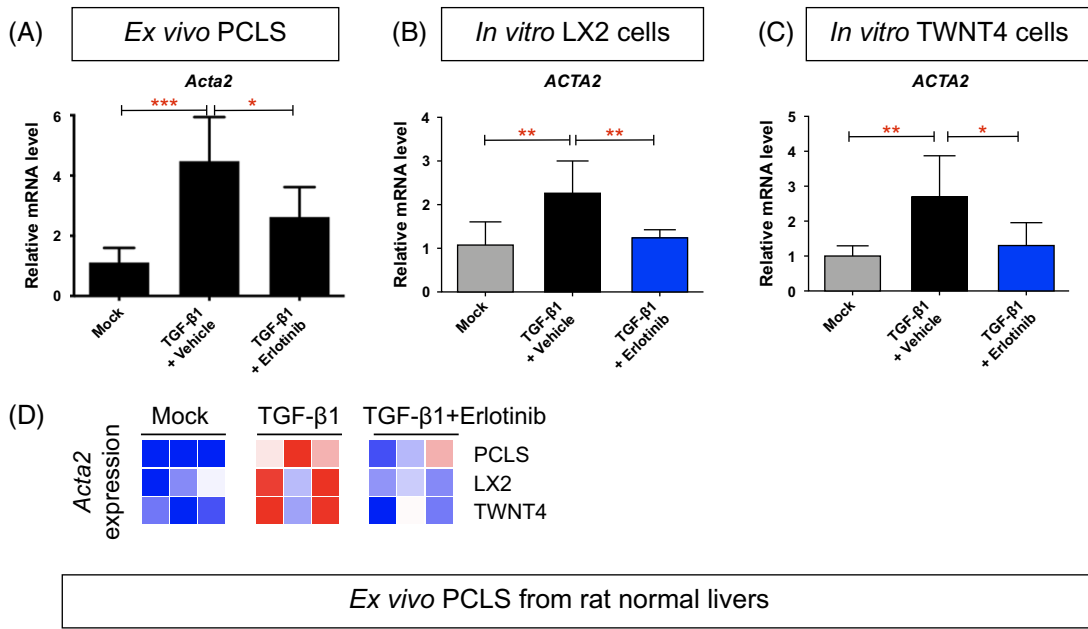 (A)
Ex vivo PCLS
(B)
In vitro LX2 cells
(C)
In vitro TWNT4 cells
Acta2
***
*
Relative mRNA level
6
4
2
0
Mock
TGF-β1
+ Vehicle
TGF-β1
+ Erlotinib
ACTA2
**
**
Relative mRNA level
4
3
2
1
0
Mock
TGF-β1
+ Vehicle
TGF-β1
+ Erlotinib
ACTA2
**
*
Relative mRNA level
5
4
3
2
1
0
Mock
TGF-β1
+ Vehicle
TGF-β1
+ Erlotinib
(D)
Acta2
expression
Mock
TGF-β1
TGF-β1+Erlotinib
PCLS
LX2
TWNT4
Ex vivo PCLS from rat normal livers